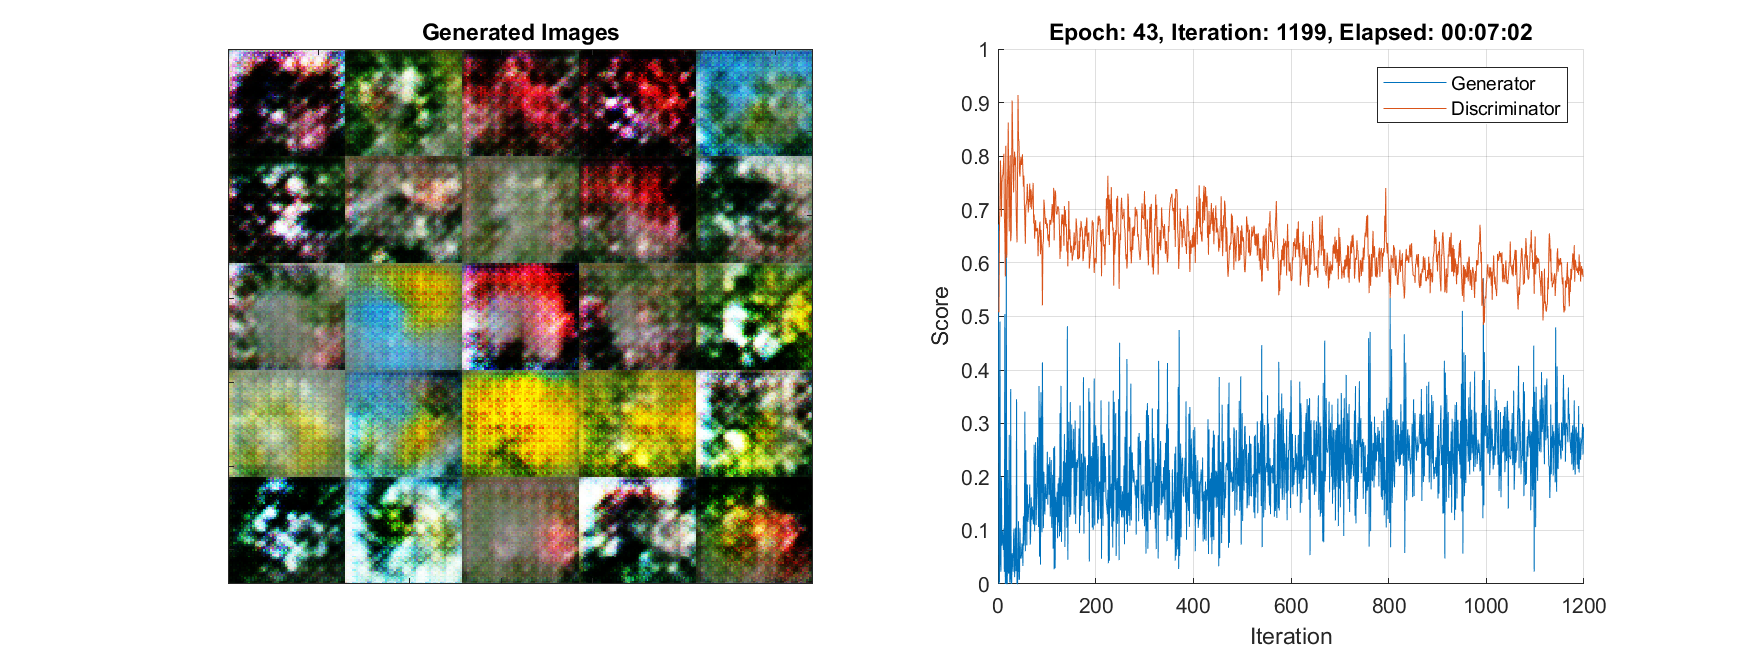 Generated Images
Epoch: 43, Iteration: 1199, Elapsed: 00:07:02
Generator
Discriminator
1
0.9
0.8
0.7
0.6
0.5
0.4
0.3
0.2
0.1
0
Score
0 200 400 600 800 1000 1200
Iteration